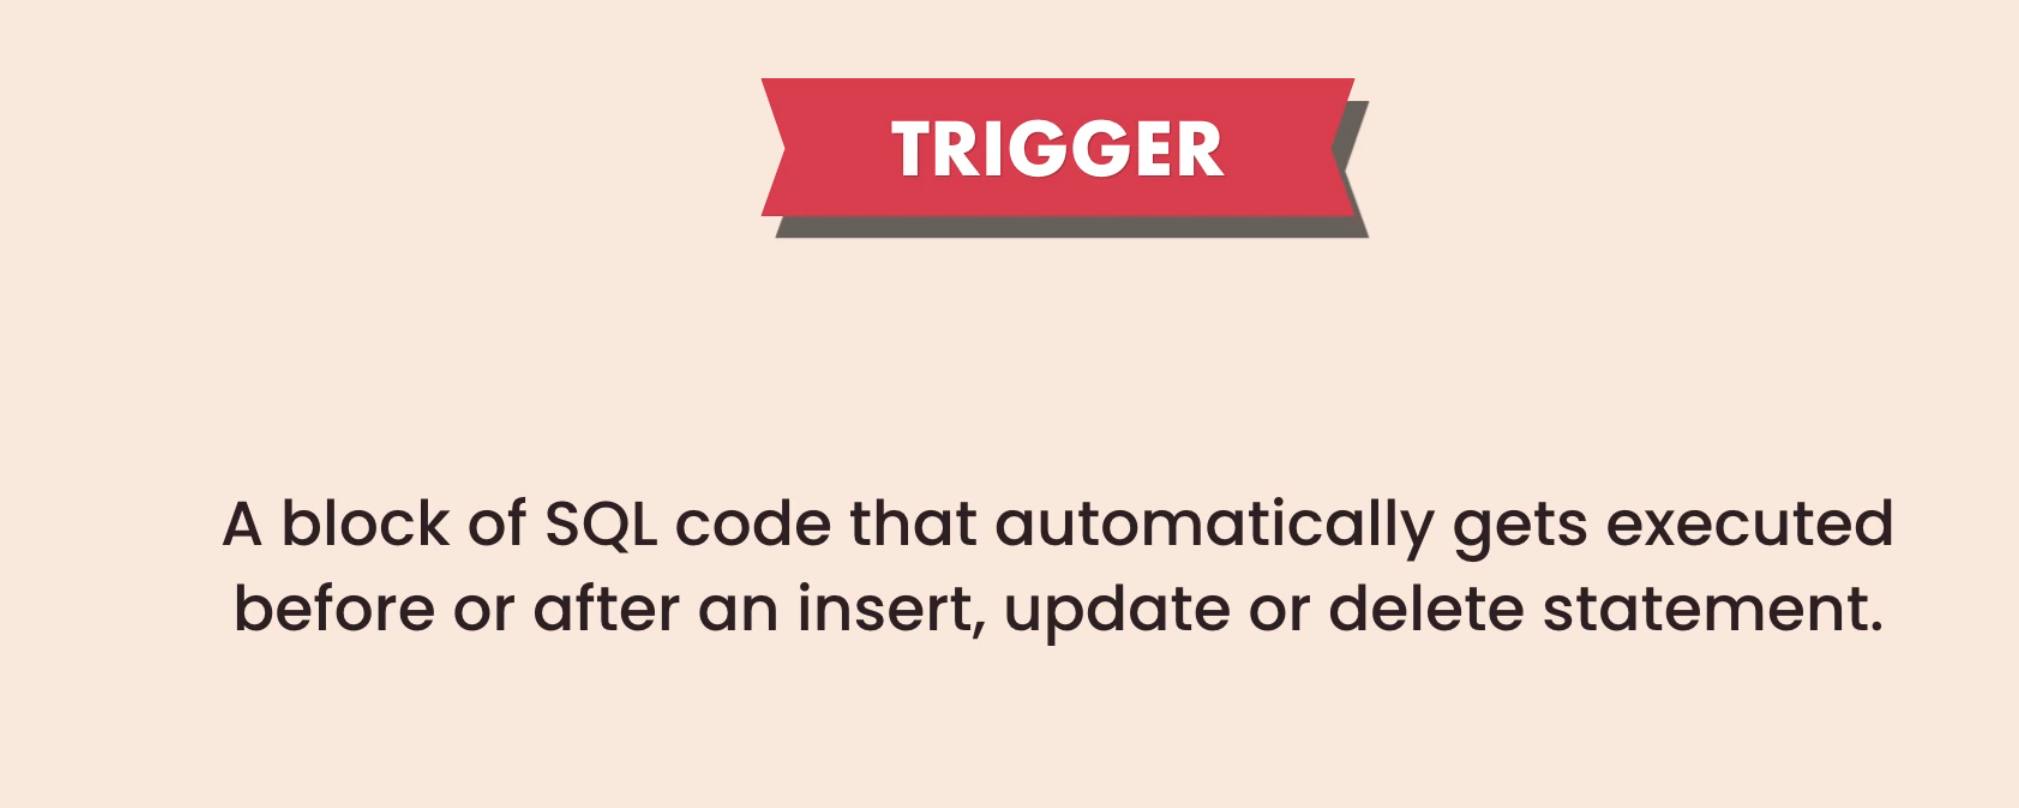 TRIGGER
A block of SQL code that automatically gets executed
before or after an insert, update or delete statement.